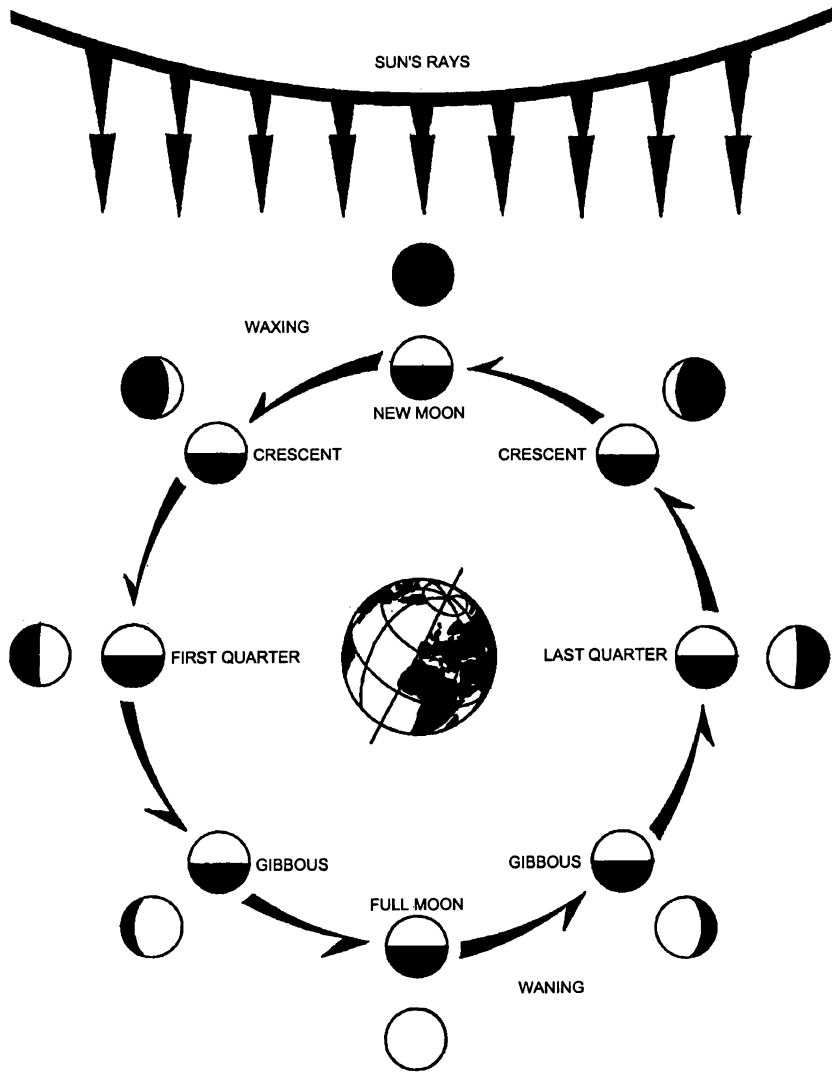 SUN'S RAYS
WAXING
NEW MOON
CRESCENT
CRESCENT
FIRST QUARTER
LAST QUARTER
GIBBOUS
GIBBOUS
FULL MOON
WANING